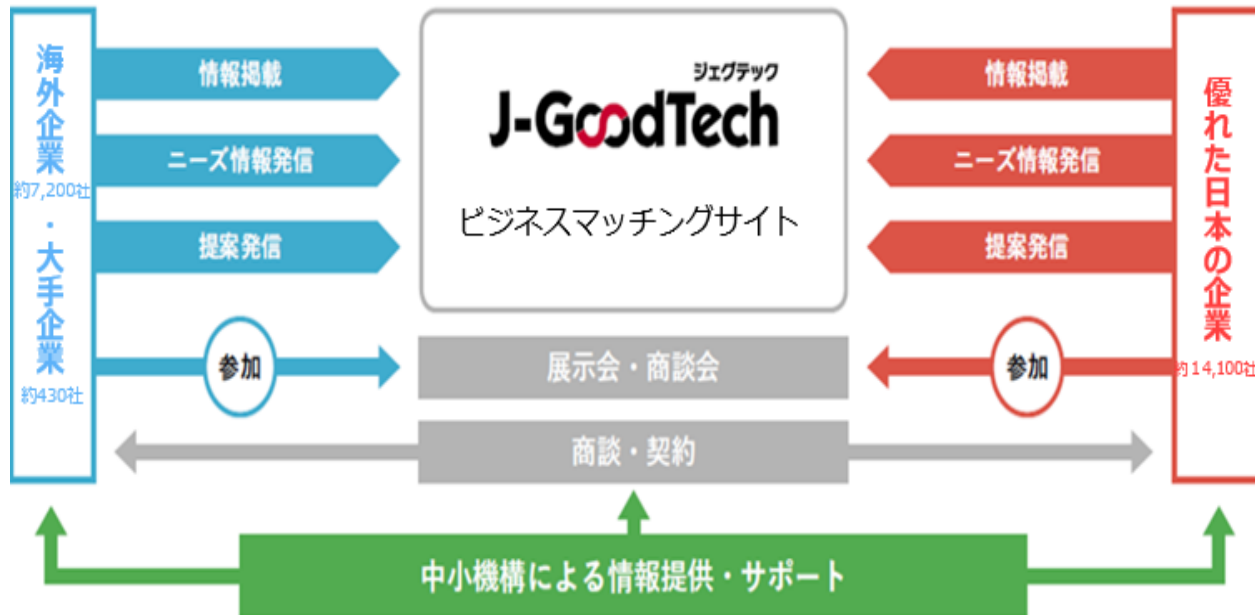 海外企業
約7,200社
・大手企業
約430社
情報掲載
ニーズ情報発信
提案発信
参加
ジェグテック
J-GoodTech
ビジネスマッチングサイト
展示会・商談会
商談・契約
情報掲載
ニーズ情報発信
提案発信
参加
優れた日本の企業
約14,100社
中小機構による情報提供・サポート